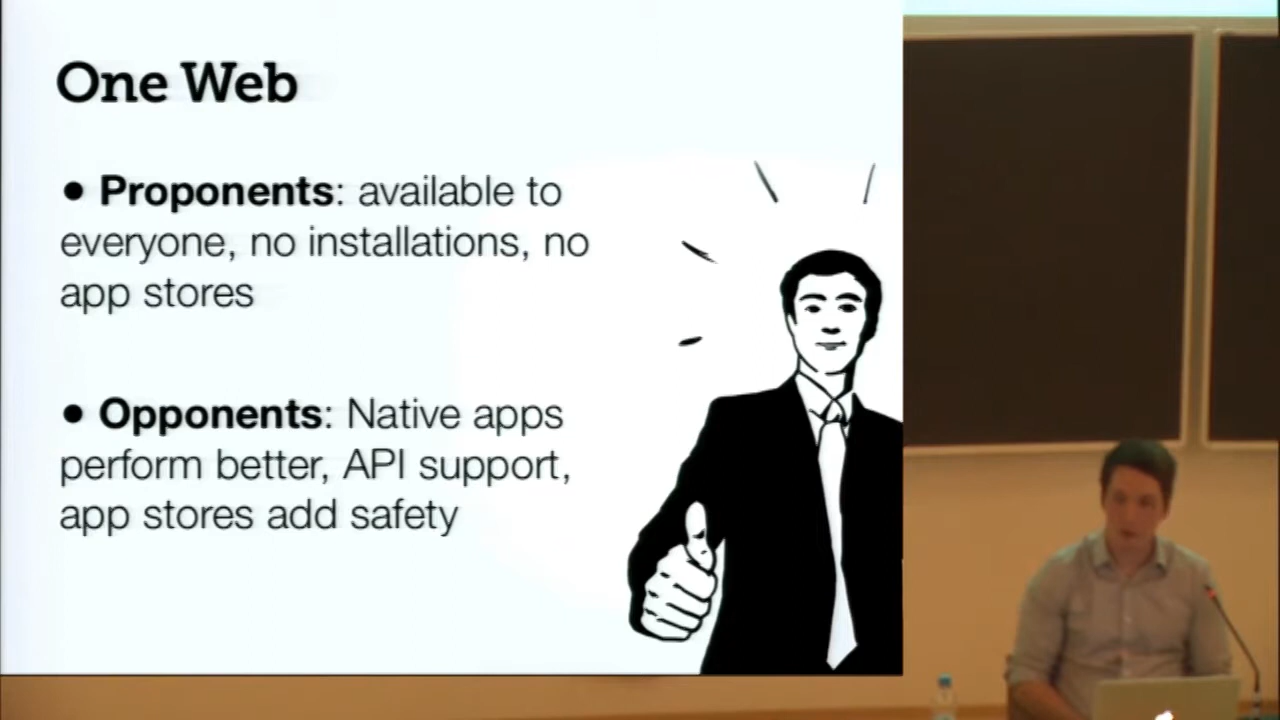 One Web
● Proponents: available to
everyone, no installations, no
app stores
● Opponents: Native apps
perform better, API support,
app stores add safety